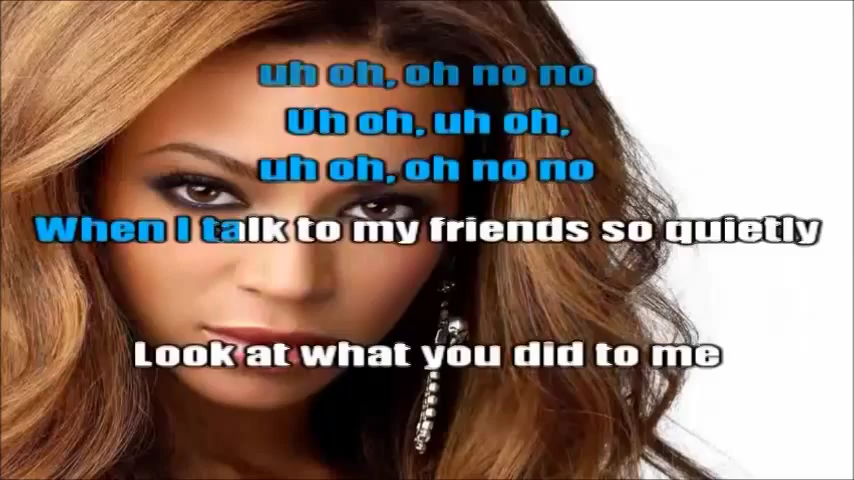 uh oh, oh no no
Uh oh, uh oh,
uh oh, oh no no
When I talk to my friends so quietly
Look at what you did to me